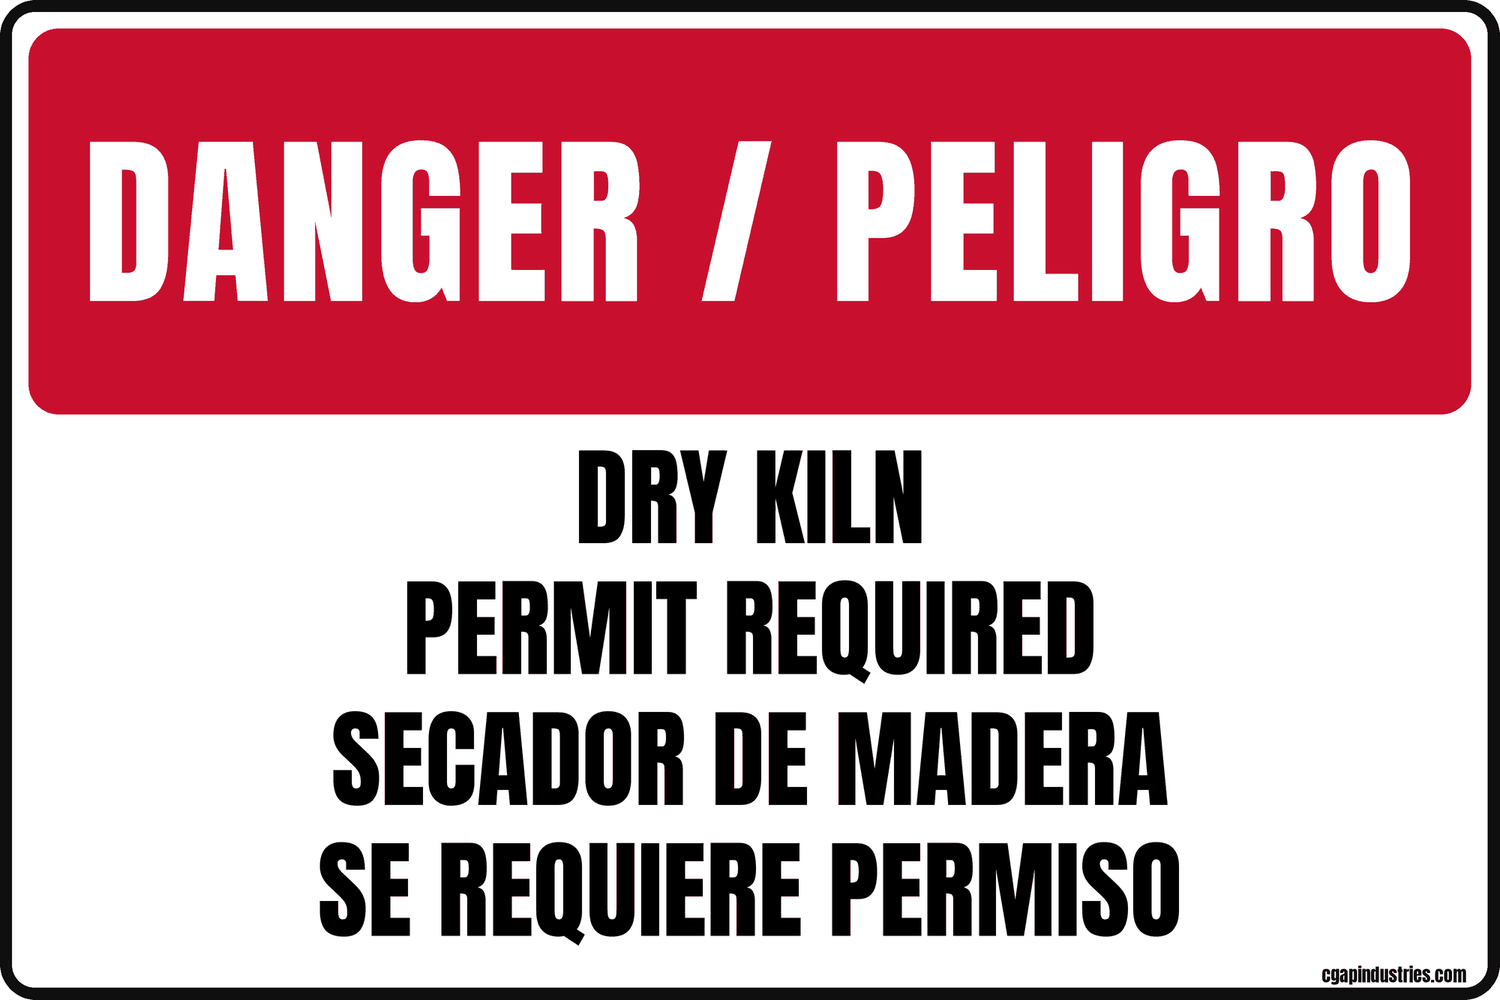 DANGER / PELIGRO
DRY KILN
PERMIT REQUIRED
SECADOR DE MADERA
SE REQUIERE PERMISO
cgapindustries.com